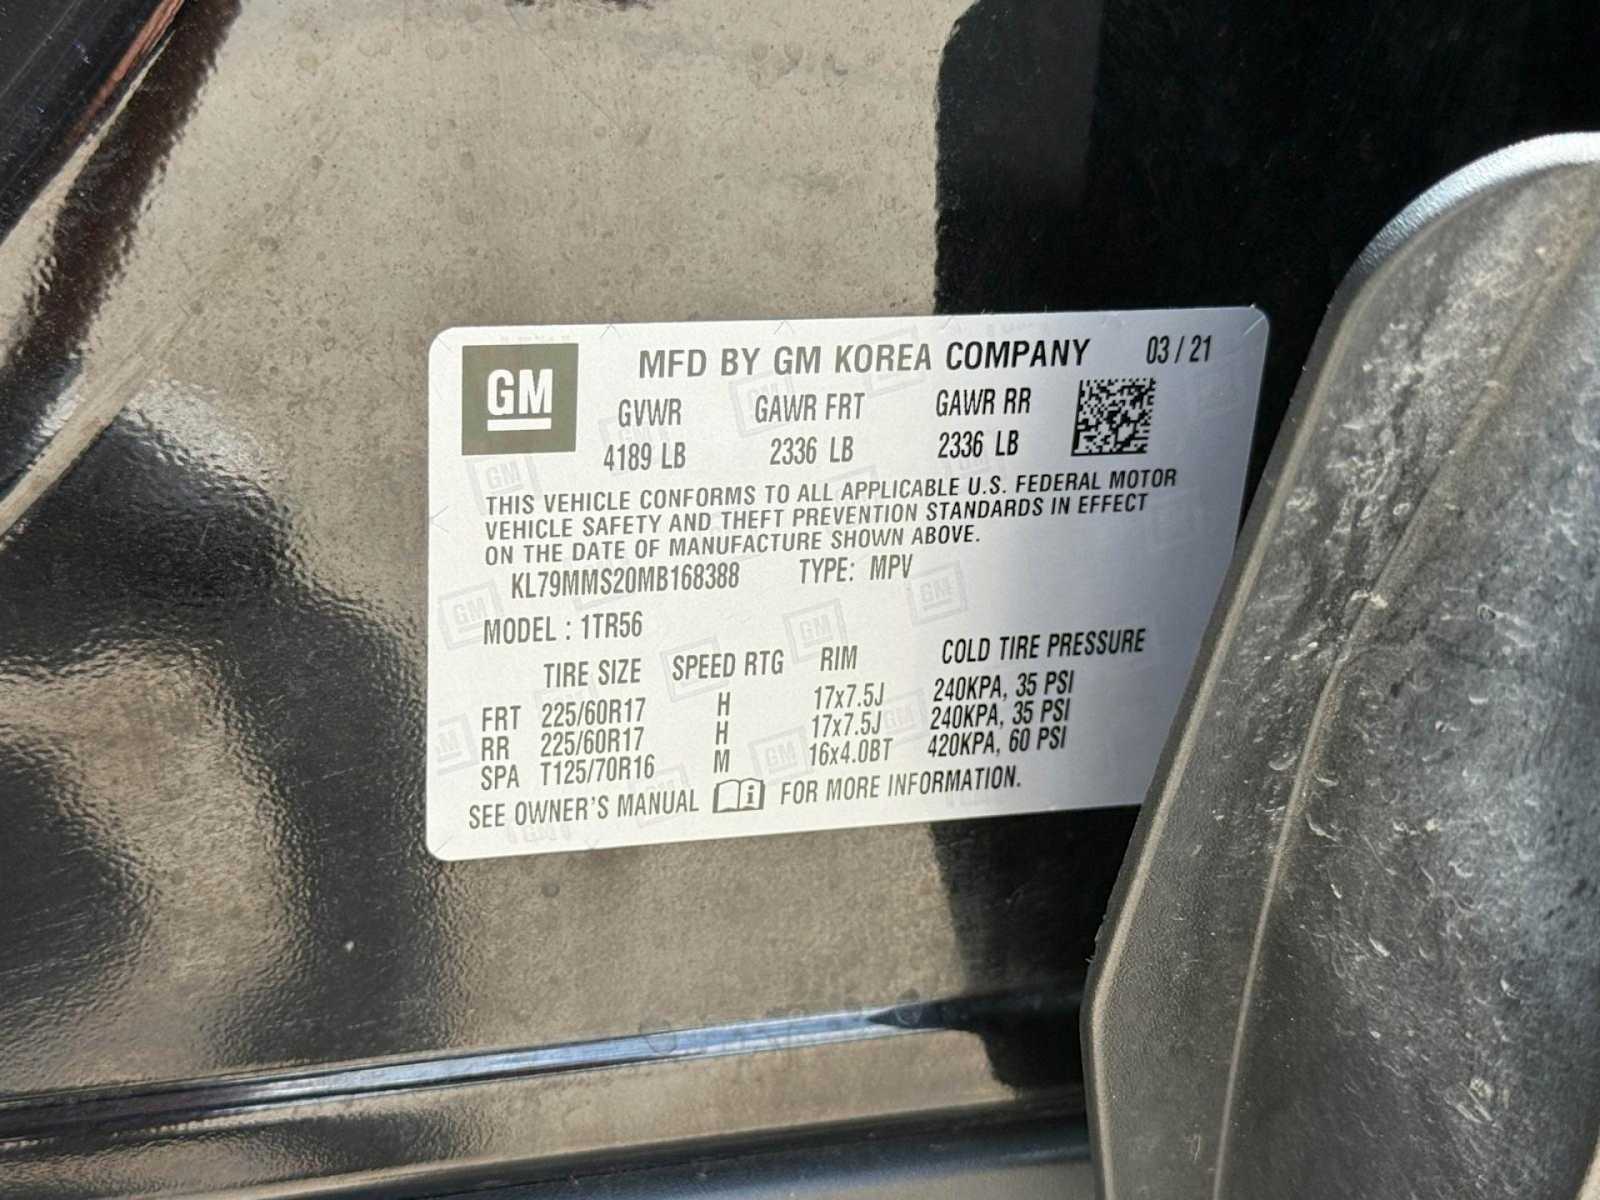 GM
MFD BY GM KOREA COMPANY 03 / 21
GVWR GAWR FRT GAWR RR
4189 LB 2336 LB 2336 LB
THIS VEHICLE CONFORMS TO ALL APPLICABLE U.S. FEDERAL MOTOR
VEHICLE SAFETY AND THEFT PREVENTION STANDARDS IN EFFECT
ON THE DATE OF MANUFACTURE SHOWN ABOVE.
KL79MMS20MB168388 TYPE: MPV
MODEL : 1TR56
TIRE SIZE SPEED RTG RIM COLD TIRE PRESSURE
FRT 225/60R17 H 17x7.5J 240KPA, 35 PSI
RR 225/60R17 H 17x7.5J 240KPA, 35 PSI
SPA T125/70R16 M 16x4.0BT 420KPA, 60 PSI
SEE OWNER'S MANUAL i FOR MORE INFORMATION.